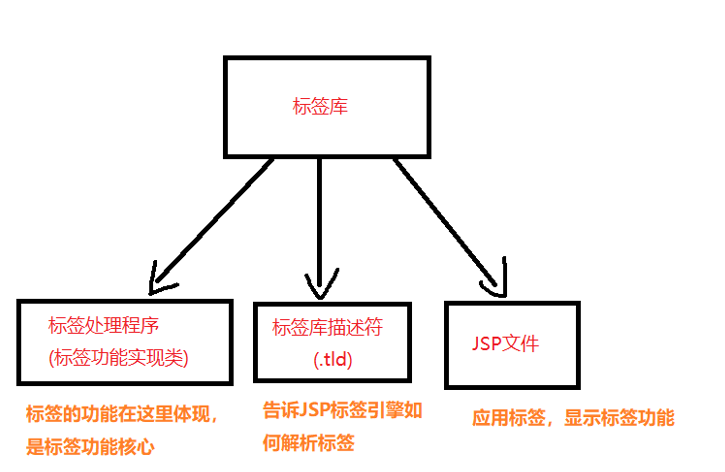 标签库
标签处理程序
(标签功能实现类)
标签库描述符
(.tld)
JSP文件
标签的功能在这里体现，
是标签功能核心
告诉JSP标签引擎如
何解析标签
应用标签，显示标签功能